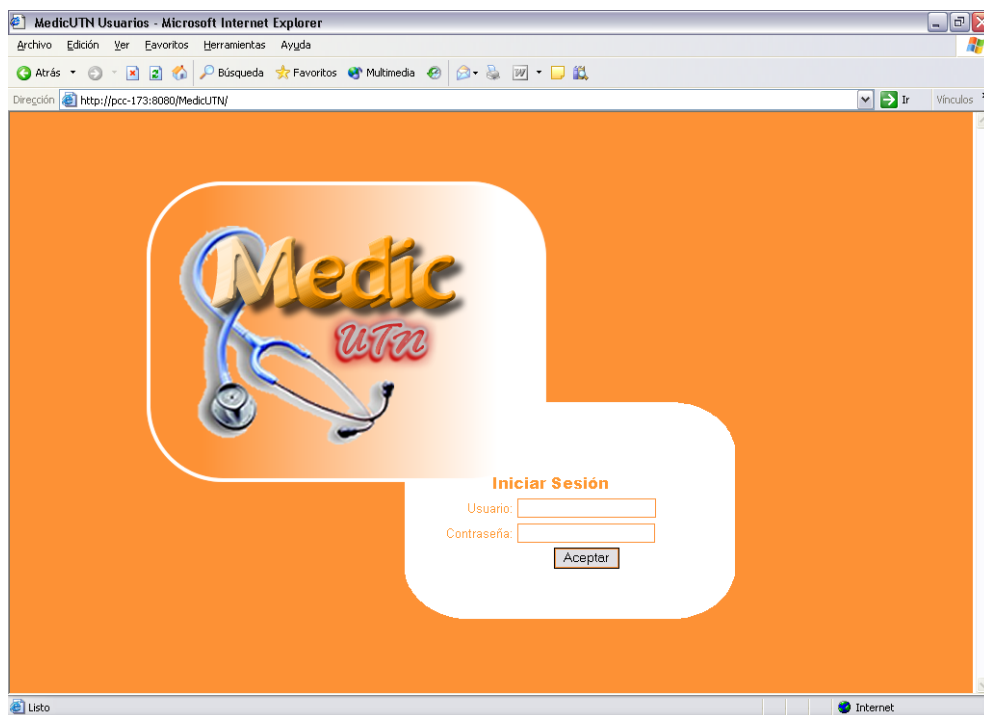 MedicUTN Usuarios - Microsoft Internet Explorer
Archivo Edición Ver Favoritos Herramientas Ayuda
Atrás Búsqueda Favoritos Multimedia
Dirección http://pcc-173:8080/MedicUTN/ Ir Vínculos
Medic
UTN
Iniciar Sesión
Usuario:
Contraseña:
Aceptar
Listo Internet